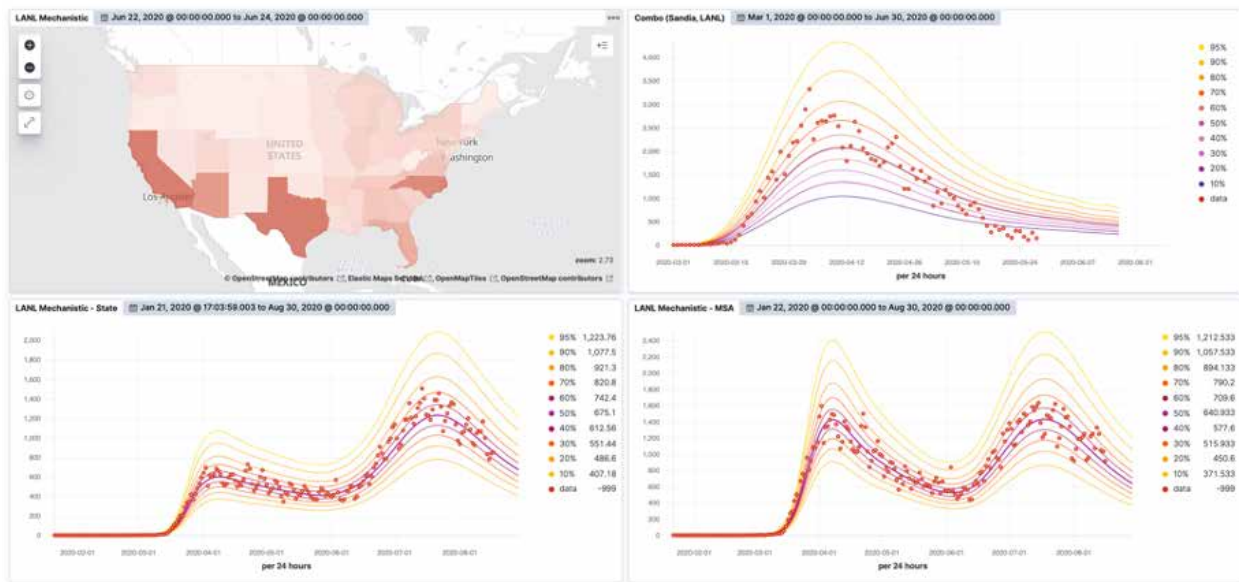 LANL Mechanistic Jun 22, 2020 @ 00:00:00.000 to Jun 24, 2020 @ 00:00:00.000
UNITED
STATES
New York
Washington
Los Angeles
zoom: 2.73
© OpenStreetMap contributors, Elastic Maps Service, OpenMapTiles, OpenStreetMap contributors
MEXICO
CUBA
Combo (Sandia, LANL) Mar 1, 2020 @ 00:00:00.000 to Jun 30, 2020 @ 00:00:00.000
4,000
3,500
3,000
2,500
2,000
1,500
1,000
500
0
2020-03-01 2020-03-15 2020-03-29 2020-04-12 2020-04-26 2020-05-10 2020-05-24 2020-06-07 2020-06-21
per 24 hours
95%
90%
80%
70%
60%
50%
40%
30%
20%
10%
data
LANL Mechanistic - State Jan 21, 2020 @ 17:03:59.003 to Aug 30, 2020 @ 00:00:00.000
2,000
1,800
1,600
1,400
1,200
1,000
800
600
400
200
0
2020-02-01 2020-03-01 2020-04-01 2020-05-01 2020-06-01 2020-07-01 2020-08-01
per 24 hours
95% 1,223.76
90% 1,077.5
80% 921.3
70% 820.8
60% 742.4
50% 675.1
40% 612.56
30% 551.44
20% 486.6
10% 407.18
data -999
LANL Mechanistic - MSA Jan 22, 2020 @ 00:00:00.000 to Aug 30, 2020 @ 00:00:00.000
2,400
2,200
2,000
1,800
1,600
1,400
1,200
1,000
800
600
400
200
0
2020-02-01 2020-03-01 2020-04-01 2020-05-01 2020-06-01 2020-07-01 2020-08-01
per 24 hours
95% 1,212.533
90% 1,057.533
80% 894.133
70% 790.2
60% 709.6
50% 640.933
40% 577.6
30% 515.933
20% 450.6
10% 371.533
data -999